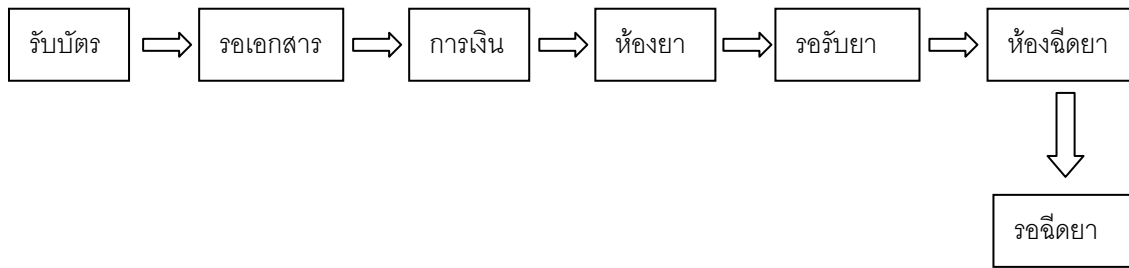 รับบัตร
รอเอกสาร
การเงิน
ห้องยา
รอรับยา
ห้องฉีดยา
รอฉีดยา